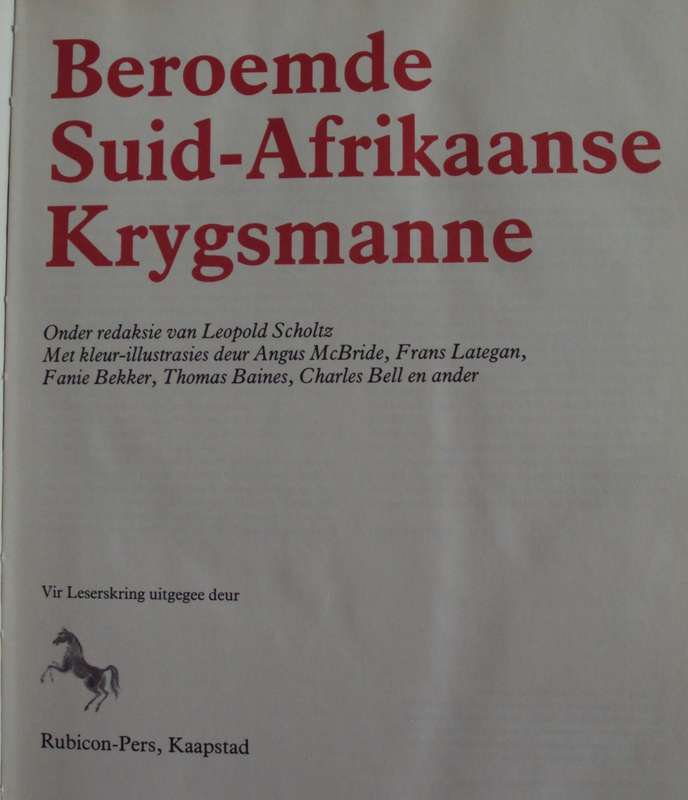 Beroemde
Suid-Afrikaanse
Krygsmanne
Onder redaksie van Leopold Scholtz
Met kleur-illustrasies deur Angus McBride, Frans Lategan,
Fanie Bekker, Thomas Baines, Charles Bell en ander
Vir Leserskring uitgegee deur
Rubicon-Pers, Kaapstad